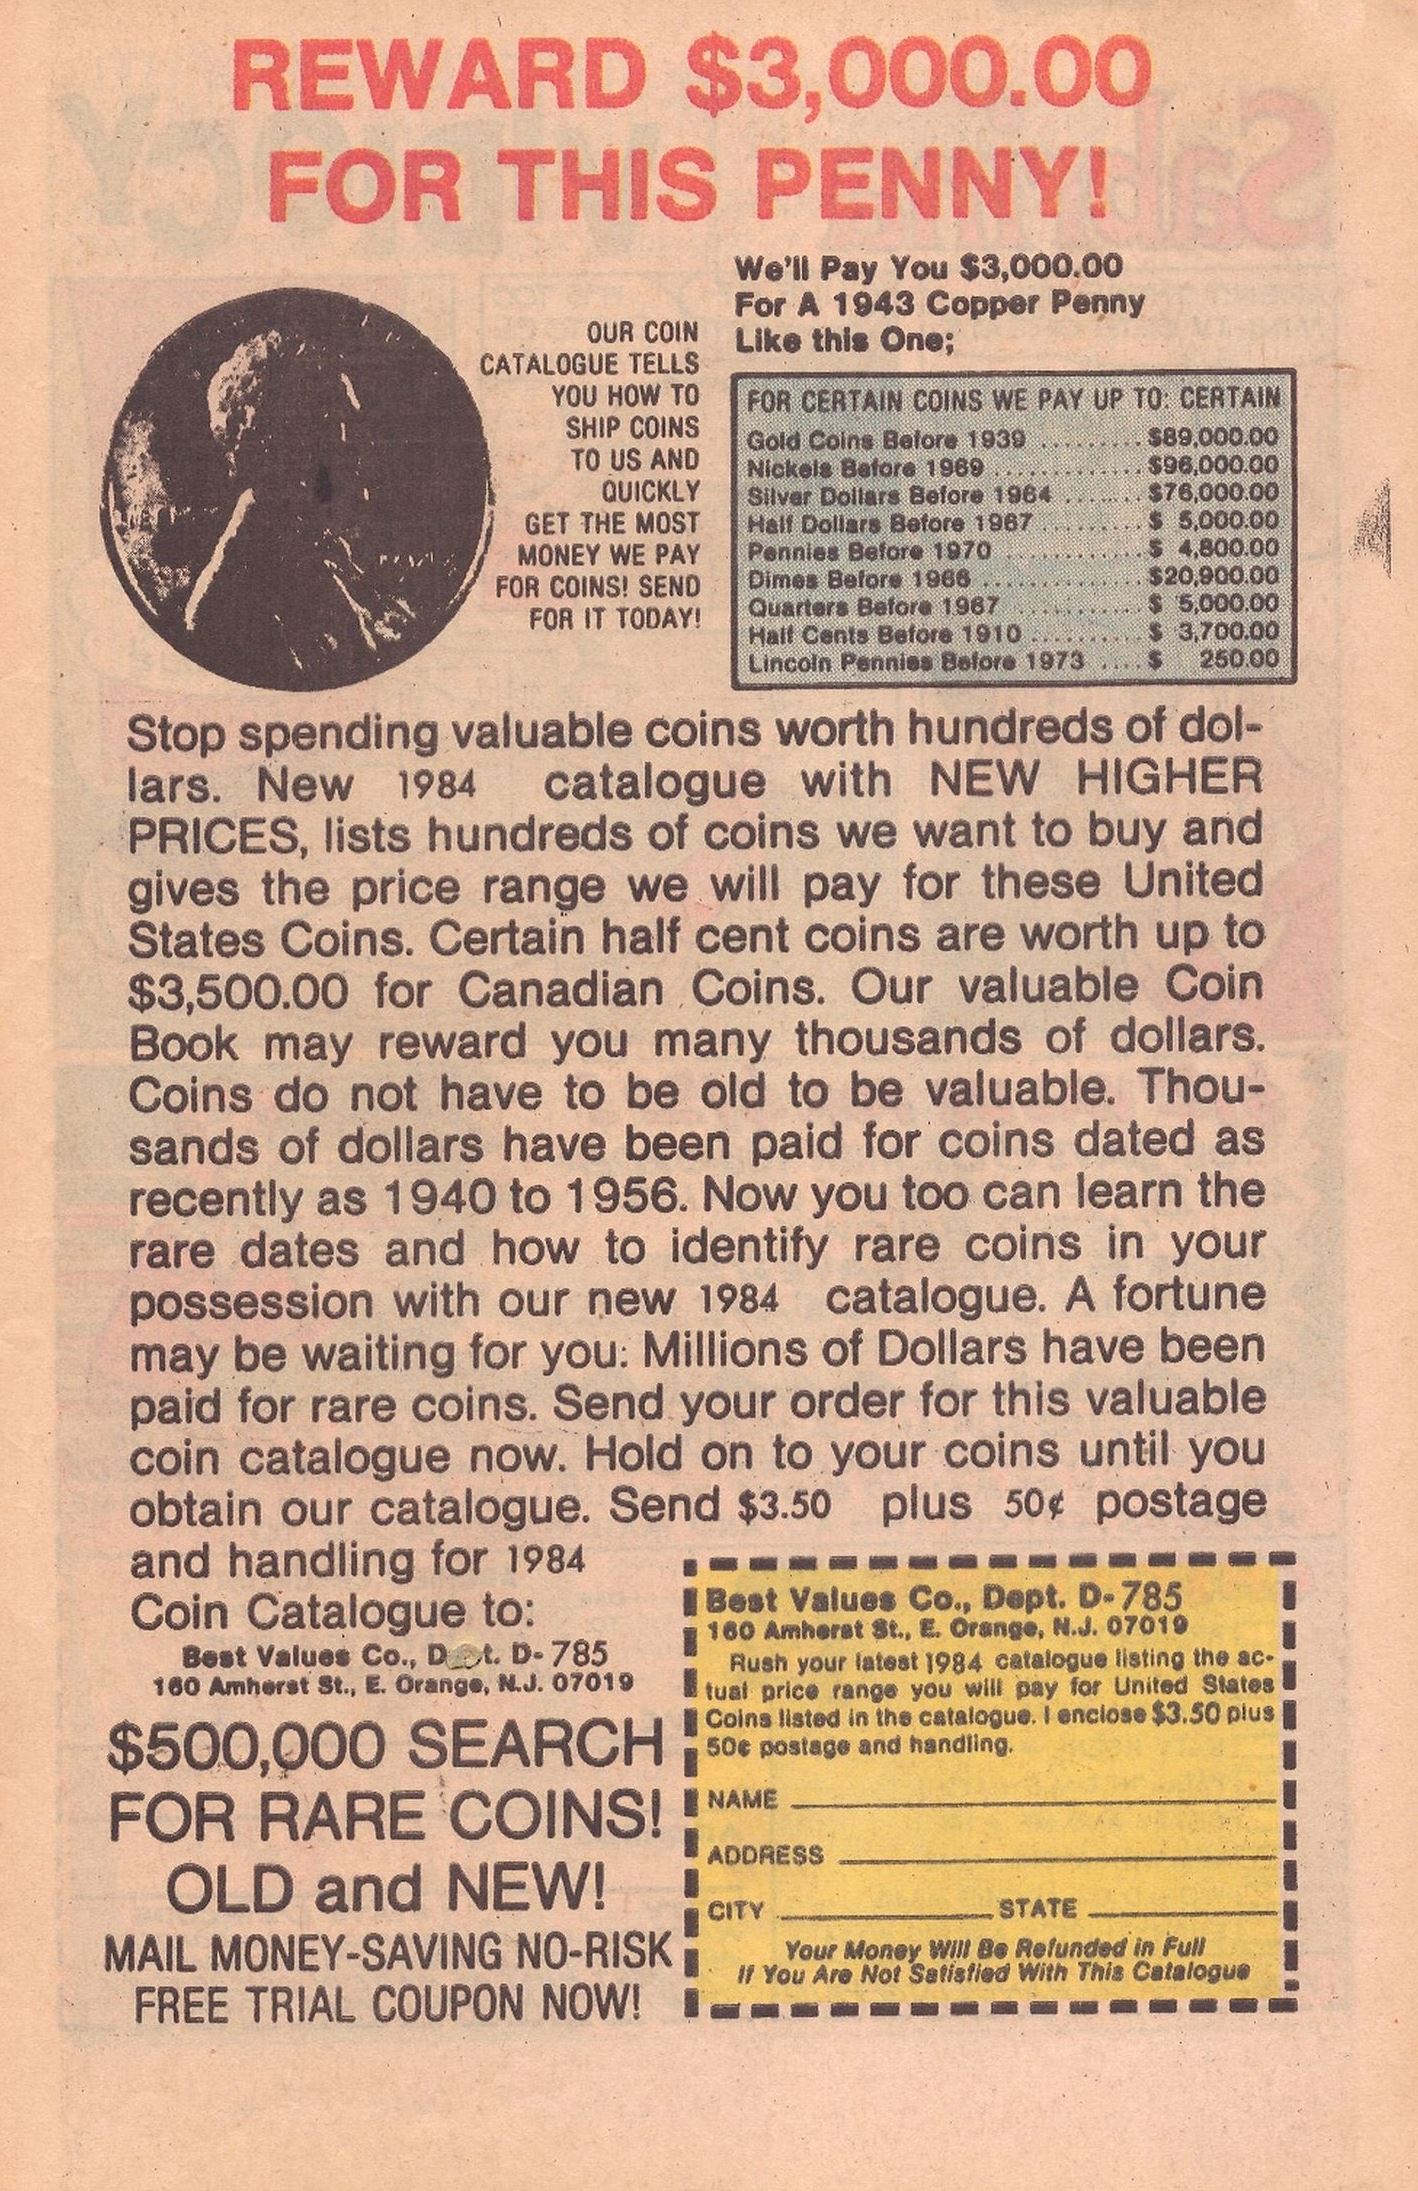 REWARD $3,000.00
FOR THIS PENNY!
We'll Pay You $3,000.00
For A 1943 Copper Penny
Like this One;
OUR COIN
CATALOGUE TELLS
YOU HOW TO
SHIP COINS
TO US AND
QUICKLY
GET THE MOST
MONEY WE PAY
FOR COINS! SEND
FOR IT TODAY!
FOR CERTAIN COINS WE PAY UP TO: CERTAIN
Gold Coins Before 1939 ......... $89,000.00
Nickels Before 1969 ............. $96,000.00
Silver Dollars Before 1964 ....... $76,000.00
Half Dollars Before 1967 ......... $ 5,000.00
Pennies Before 1970 ............ $ 4,800.00
Dimes Before 1966 .............. $20,900.00
Quarters Before 1967 ........... $ 5,000.00
Half Cents Before 1910 .......... $ 3,700.00
Lincoln Pennies Before 1973 .... $ 250.00
Stop spending valuable coins worth hundreds of dol-
lars. New 1984 catalogue with NEW HIGHER
PRICES, lists hundreds of coins we want to buy and
gives the price range we will pay for these United
States Coins. Certain half cent coins are worth up to
$3,500.00 for Canadian Coins. Our valuable Coin
Book may reward you many thousands of dollars.
Coins do not have to be old to be valuable. Thou-
sands of dollars have been paid for coins dated as
recently as 1940 to 1956. Now you too can learn the
rare dates and how to identify rare coins in your
possession with our new 1984 catalogue. A fortune
may be waiting for you: Millions of Dollars have been
paid for rare coins. Send your order for this valuable
coin catalogue now. Hold on to your coins until you
obtain our catalogue. Send $3.50 plus 50¢ postage
and handling for 1984
Coin Catalogue to:
Best Values Co., Dept. D-785
160 Amherst St., E. Orange, N.J. 07019
$500,000 SEARCH
FOR RARE COINS!
OLD and NEW!
MAIL MONEY-SAVING NO-RISK
FREE TRIAL COUPON NOW!
Best Values Co., Dept. D-785
160 Amherst St., E. Orange, N.J. 07019
Rush your latest 1984 catalogue listing the ac-
tual price range you will pay for United States
Coins listed in the catalogue. I enclose $3.50 plus
50¢ postage and handling.
NAME
ADDRESS
CITY STATE
Your Money Will Be Refunded in Full
If You Are Not Satisfied With This Catalogue